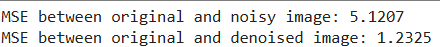 MSE between original and noisy image: 5.1207
MSE between original and denoised image: 1.2325